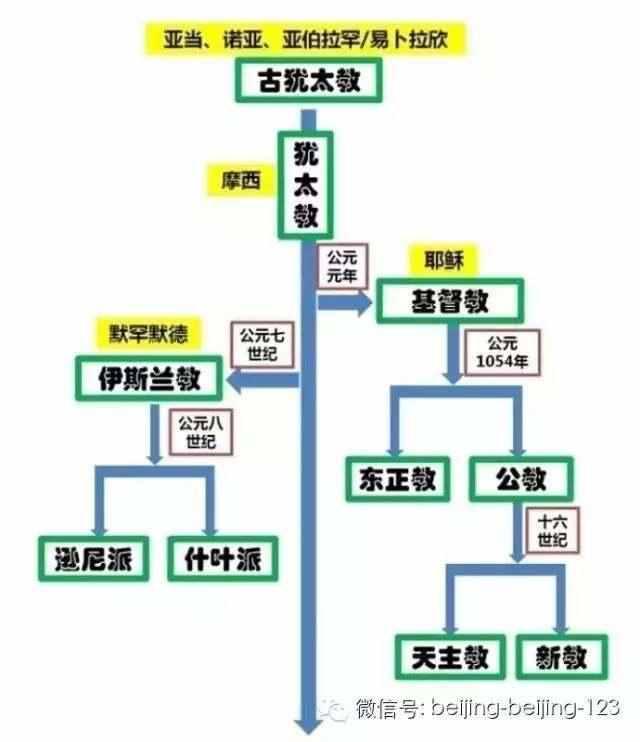 亚当、诺亚、亚伯拉罕/易卜拉欣
古犹太教
摩西
犹
太
教
公元
元年
耶稣
基督教
默罕默德
公元七
世纪
伊斯兰教
公元
1054年
公元八
世纪
东正教
公教
逊尼派
什叶派
十六
世纪
天主教
新教
微信号: beijing-beijing-123